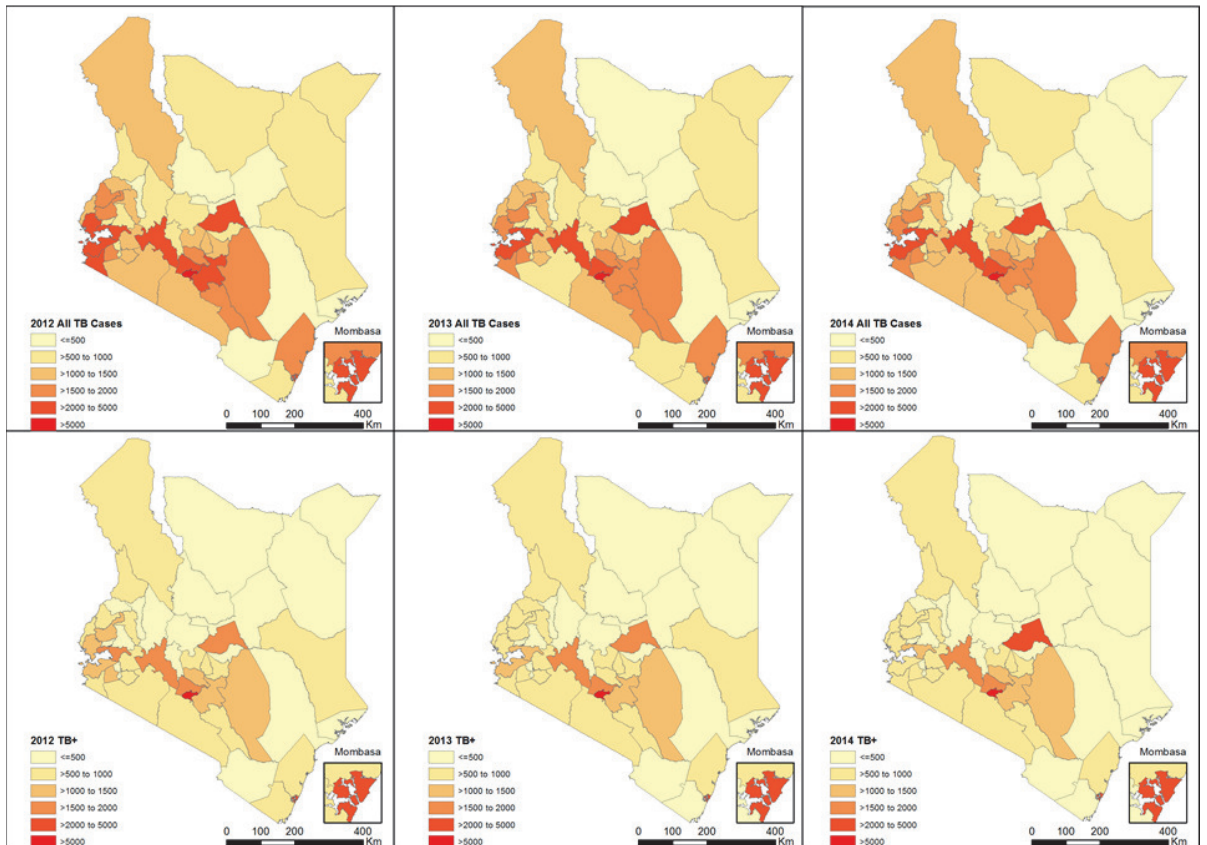 2012 All TB Cases
<=500
>500 to 1000
>1000 to 1500
>1500 to 2000
>2000 to 5000
>5000
Mombasa
0 100 200 400
Km
2013 All TB Cases
<=500
>500 to 1000
>1000 to 1500
>1500 to 2000
>2000 to 5000
>5000
Mombasa
0 100 200 400
Km
2014 All TB Cases
<=500
>500 to 1000
>1000 to 1500
>1500 to 2000
>2000 to 5000
>5000
Mombasa
0 100 200 400
Km
2012 TB+
<=500
>500 to 1000
>1000 to 1500
>1500 to 2000
>2000 to 5000
>5000
Mombasa
0 100 200 400
Km
2013 TB+
<=500
>500 to 1000
>1000 to 1500
>1500 to 2000
>2000 to 5000
>5000
Mombasa
0 100 200 400
Km
2014 TB+
<=500
>500 to 1000
>1000 to 1500
>1500 to 2000
>2000 to 5000
>5000
Mombasa
0 100 200 400
Km